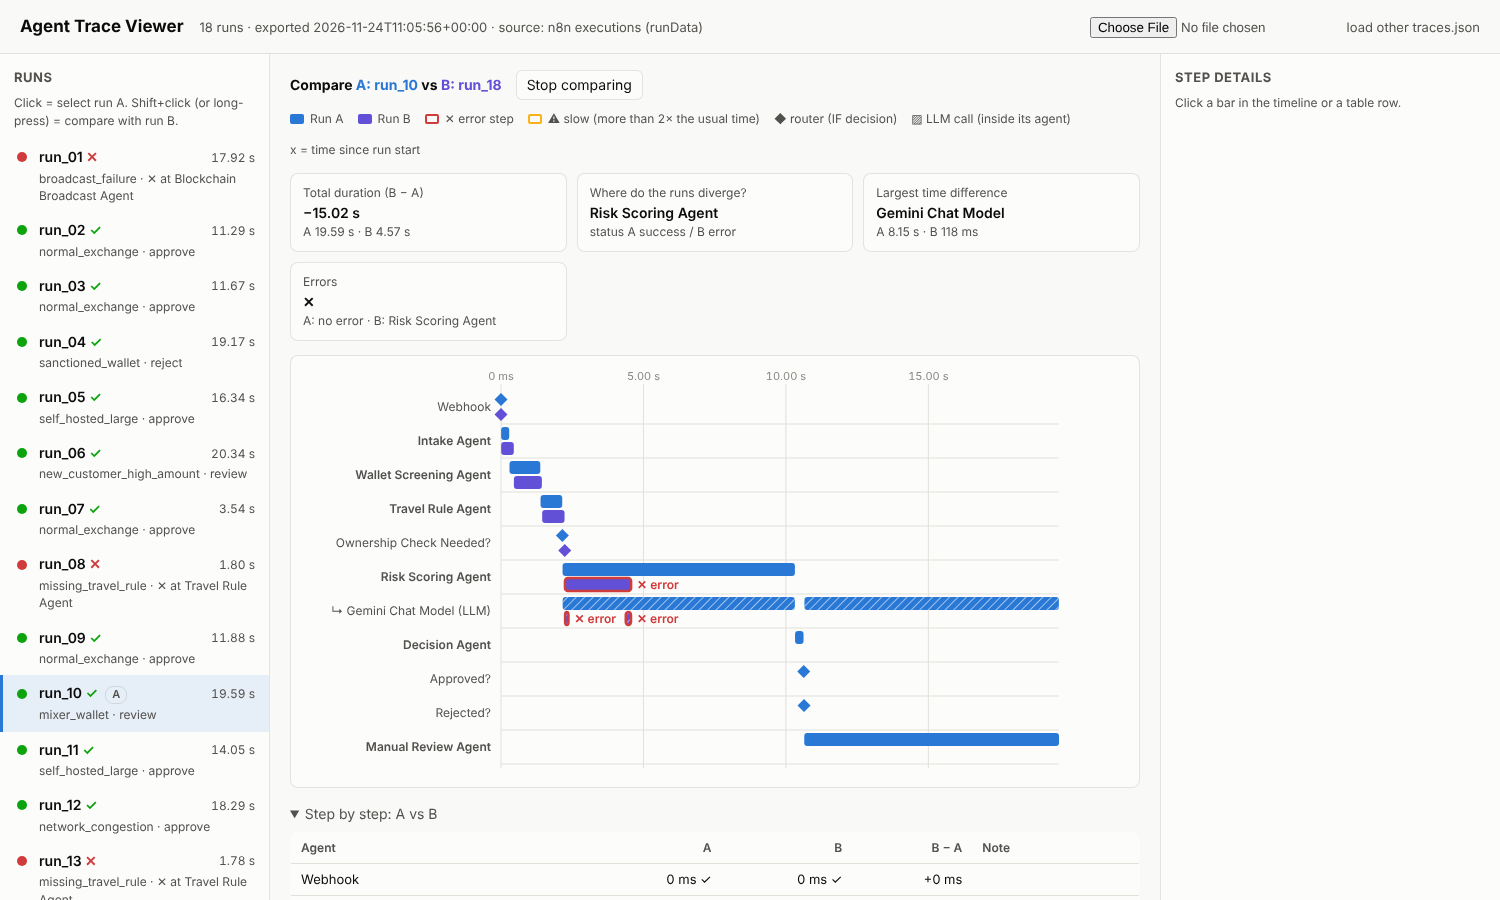 Agent Trace Viewer
18 runs · exported 2026-11-24T11:05:56+00:00 · source: n8n executions (runData)
Choose File No file chosen
load other traces.json
RUNS
Click = select run A. Shift+click (or long-
press) = compare with run B.
run_01 ✕ 17.92 s
broadcast_failure · ✕ at Blockchain
Broadcast Agent
run_02 ✓ 11.29 s
normal_exchange · approve
run_03 ✓ 11.67 s
normal_exchange · approve
run_04 ✓ 19.17 s
sanctioned_wallet · reject
run_05 ✓ 16.34 s
self_hosted_large · approve
run_06 ✓ 20.34 s
new_customer_high_amount · review
run_07 ✓ 3.54 s
normal_exchange · approve
run_08 ✕ 1.80 s
missing_travel_rule · ✕ at Travel Rule
Agent
run_09 ✓ 11.88 s
normal_exchange · approve
run_10 ✓ A 19.59 s
mixer_wallet · review
run_11 ✓ 14.05 s
self_hosted_large · approve
run_12 ✓ 18.29 s
network_congestion · approve
run_13 ✕ 1.78 s
missing_travel_rule · ✕ at Travel Rule
Agent
Compare A: run_10 vs B: run_18
Stop comparing
Run A
Run B
✕ error step
⚠ slow (more than 2× the usual time)
◆ router (IF decision)
▨ LLM call (inside its agent)
x = time since run start
Total duration (B − A)
−15.02 s
A 19.59 s · B 4.57 s
Where do the runs diverge?
Risk Scoring Agent
status A success / B error
Largest time difference
Gemini Chat Model
A 8.15 s · B 118 ms
Errors
✕
A: no error · B: Risk Scoring Agent
0 ms 5.00 s 10.00 s 15.00 s
Webhook
Intake Agent
Wallet Screening Agent
Travel Rule Agent
Ownership Check Needed?
Risk Scoring Agent
✕ error
↳ Gemini Chat Model (LLM)
✕ error ✕ error
Decision Agent
Approved?
Rejected?
Manual Review Agent
▼ Step by step: A vs B
Agent A B B − A Note
Webhook 0 ms ✓ 0 ms ✓ +0 ms
STEP DETAILS
Click a bar in the timeline or a table row.